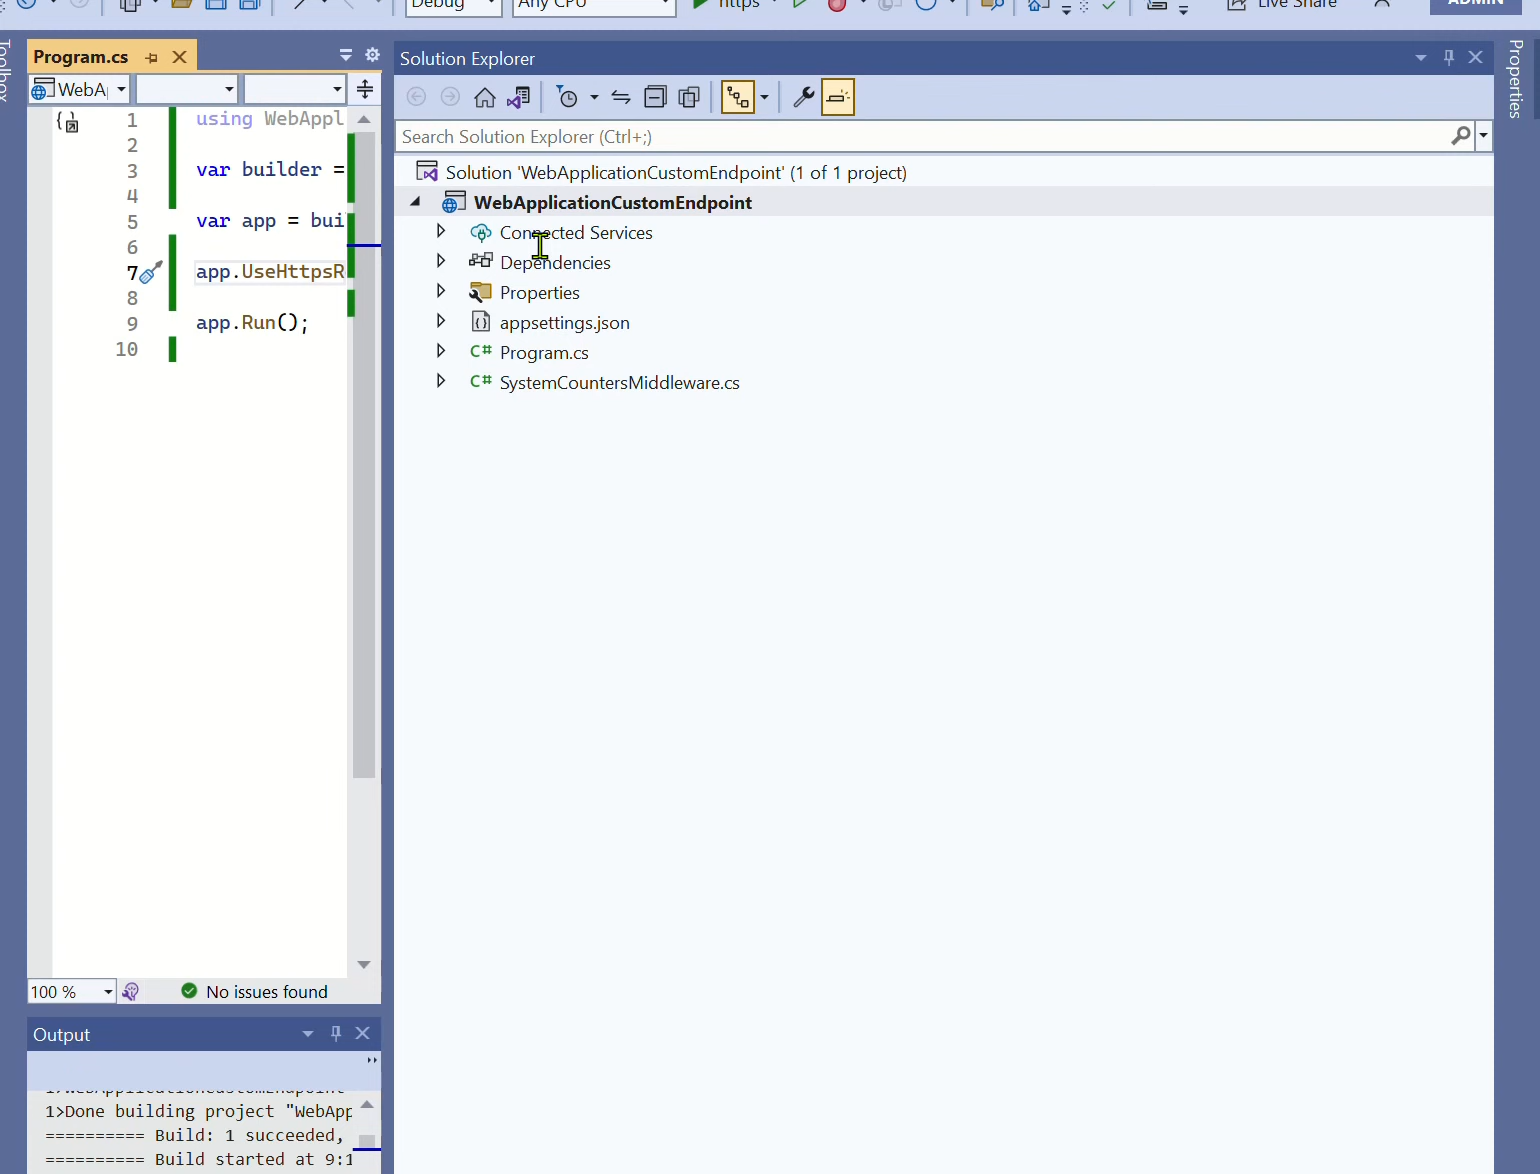 Debug
Any CPU
https
Live Share
ADMIN
Toolbox
Program.cs
WebA
{
1 using WebAppl
2
3 var builder =
4
5 var app = bui
6
7 app.UseHttpsR
8
9 app.Run();
10
100 %
No issues found
Output
1>Done building project "WebApp
========== Build: 1 succeeded,
========== Build started at 9:1
Solution Explorer
Search Solution Explorer (Ctrl+;)
Solution 'WebApplicationCustomEndpoint' (1 of 1 project)
WebApplicationCustomEndpoint
Connected Services
Dependencies
Properties
appsettings.json
C# Program.cs
C# SystemCountersMiddleware.cs
Properties